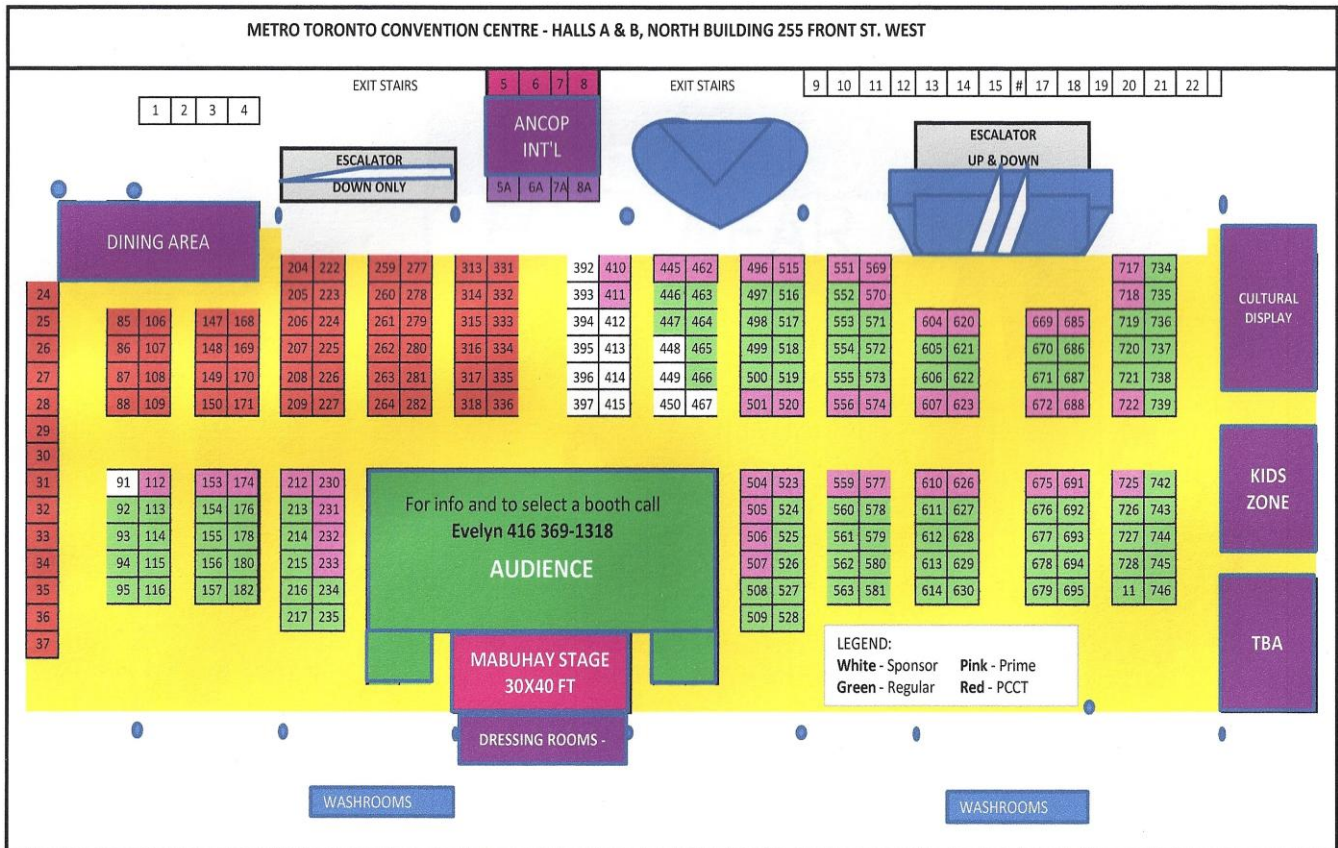 METRO TORONTO CONVENTION CENTRE - HALLS A & B, NORTH BUILDING 255 FRONT ST. WEST
EXIT STAIRS
5 6 7 8
EXIT STAIRS
9 10 11 12 13 14 15 # 17 18 19 20 21 22
1 2 3 4
ANCOP
INT'L
ESCALATOR
DOWN ONLY
ESCALATOR
UP & DOWN
5A 6A 7A 8A
DINING AREA
204 222 259 277 313 331 392 410 445 462 496 515 551 569 717 734
24 205 223 260 278 314 332 393 411 446 463 497 516 552 570 718 735
25 85 106 147 168 206 224 261 279 315 333 394 412 447 464 498 517 553 571 604 620 669 685 719 736
26 86 107 148 169 207 225 262 280 316 334 395 413 448 465 499 518 554 572 605 621 670 686 720 737
27 87 108 149 170 208 226 263 281 317 335 396 414 449 466 500 519 555 573 606 622 671 687 721 738
28 88 109 150 171 209 227 264 282 318 336 397 415 450 467 501 520 556 574 607 623 672 688 722 739
CULTURAL
DISPLAY
29
30
31 91 112 153 174 212 230 504 523 559 577 610 626 675 691 725 742
32 92 113 154 176 213 231 505 524 560 578 611 627 676 692 726 743
33 93 114 155 178 214 232 506 525 561 579 612 628 677 693 727 744
34 94 115 156 180 215 233 507 526 562 580 613 629 678 694 728 745
35 95 116 157 182 216 234 508 527 563 581 614 630 679 695 11 746
36 217 235 509 528
37
For info and to select a booth call
Evelyn 416 369-1318
AUDIENCE
KIDS
ZONE
MABUHAY STAGE
30X40 FT
LEGEND:
White - Sponsor Pink - Prime
Green - Regular Red - PCCT
TBA
DRESSING ROOMS -
WASHROOMS
WASHROOMS